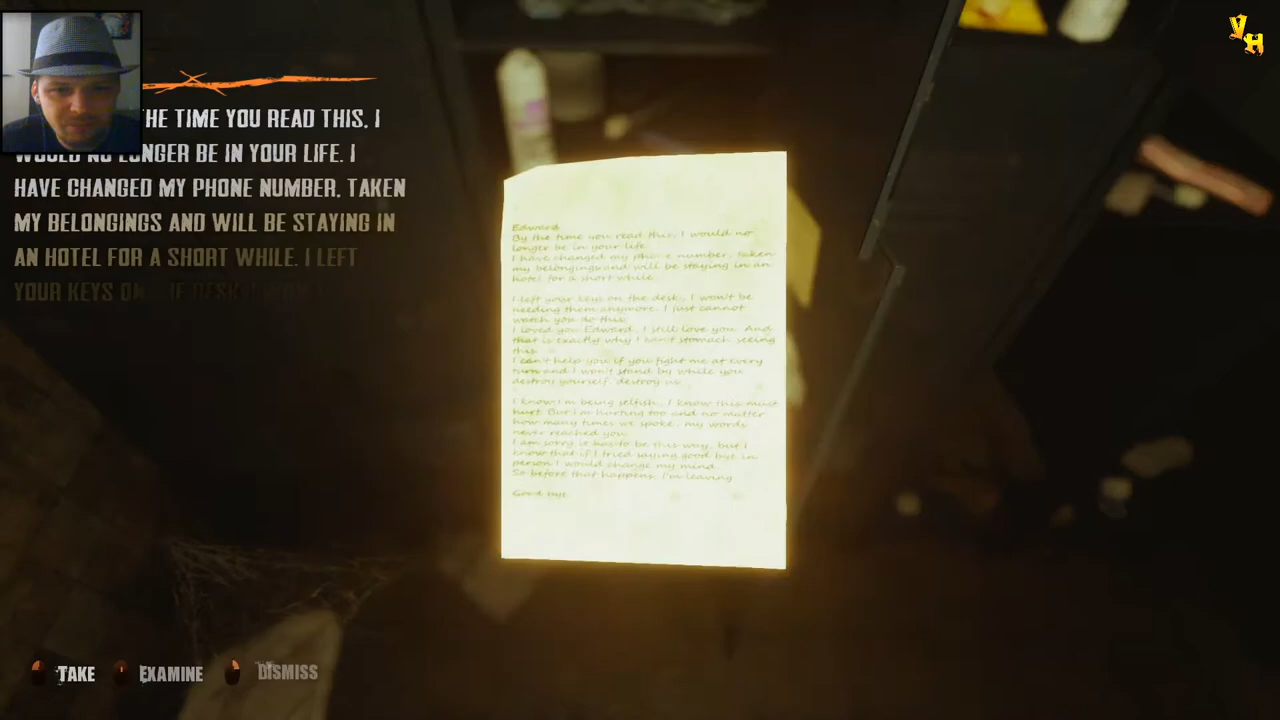 THE TIME YOU READ THIS, I
WOULD NO LONGER BE IN YOUR LIFE. I
HAVE CHANGED MY PHONE NUMBER, TAKEN
MY BELONGINGS AND WILL BE STAYING IN
AN HOTEL FOR A SHORT WHILE. I LEFT
YOUR KEYS ON DESK
Edward
By the time you read this, I would not
longer be in your life.
I have changed my phone number, taken
my belongings and will be staying in an
hotel for a short while.
I left your keys on the desk. I won't be
needing them anymore. I just cannot
watch you do this.
I loved you Edward. I still love you. And
that is exactly why I can't stomach seeing
this.
I can't help you if you fight me at every
turn and I won't stand by while you
destroy yourself, destroy us.
I know I'm being selfish. I know this must
hurt. But I'm hurting too and no matter
how many times we spoke, my words
never reached you.
I am sorry it has to be this way, but I
know that if I tried saying good bye in
person I would change my mind.
So before that happens, I'm leaving.
Good bye
TAKE EXAMINE DISMISS
VH